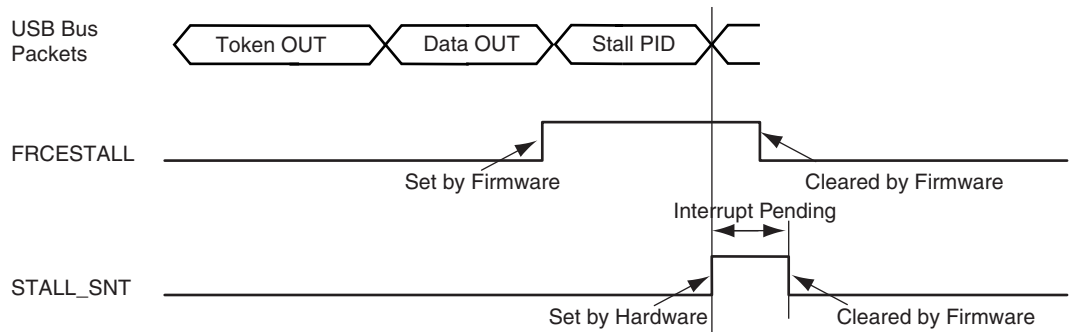 USB Bus
Packets
Token OUT
Data OUT
Stall PID
FRCESTALL
Set by Firmware
Cleared by Firmware
Interrupt Pending
STALL_SNT
Set by Hardware
Cleared by Firmware